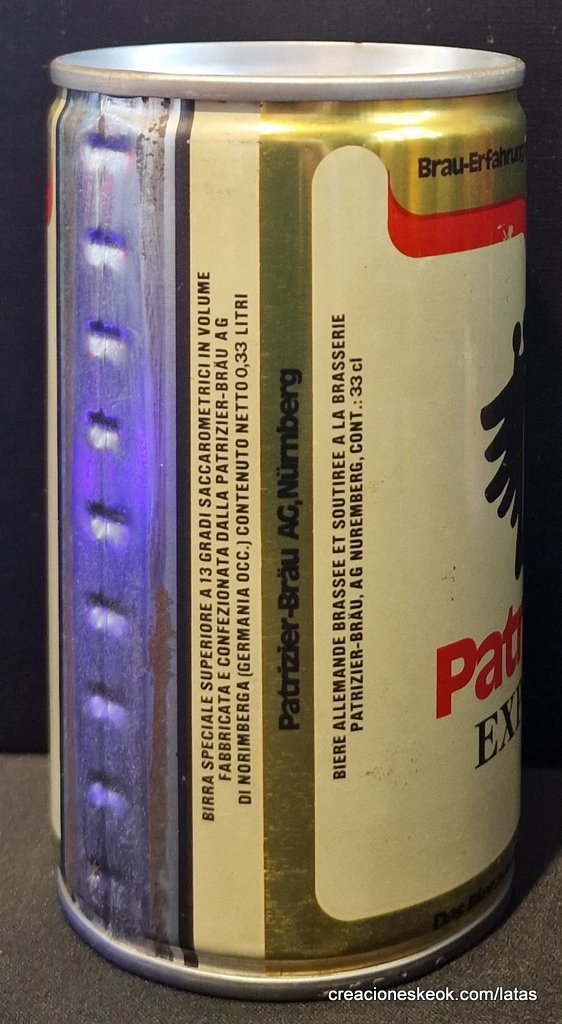 Brau-Erfahrung
BIRRA SPECIALE SUPERIORE A 13 GRADI SACCAROMETRICI IN VOLUME
FABBRICATA E CONFEZIONATA DALLA PATRIZIER-BRÄU AG
DI NORIMBERGA (GERMANIA OCC.) CONTENUTO NETTO 0,33 LITRI
Patrizier-Bräu AG, Nürnberg
BIERE ALLEMANDE BRASSEE ET SOUTIREE A LA BRASSERIE
PATRIZIER-BRÄU, AG NUREMBERG, CONT.: 33 cl
Patr
EX
Das Bier
creacioneskeok.com/latas